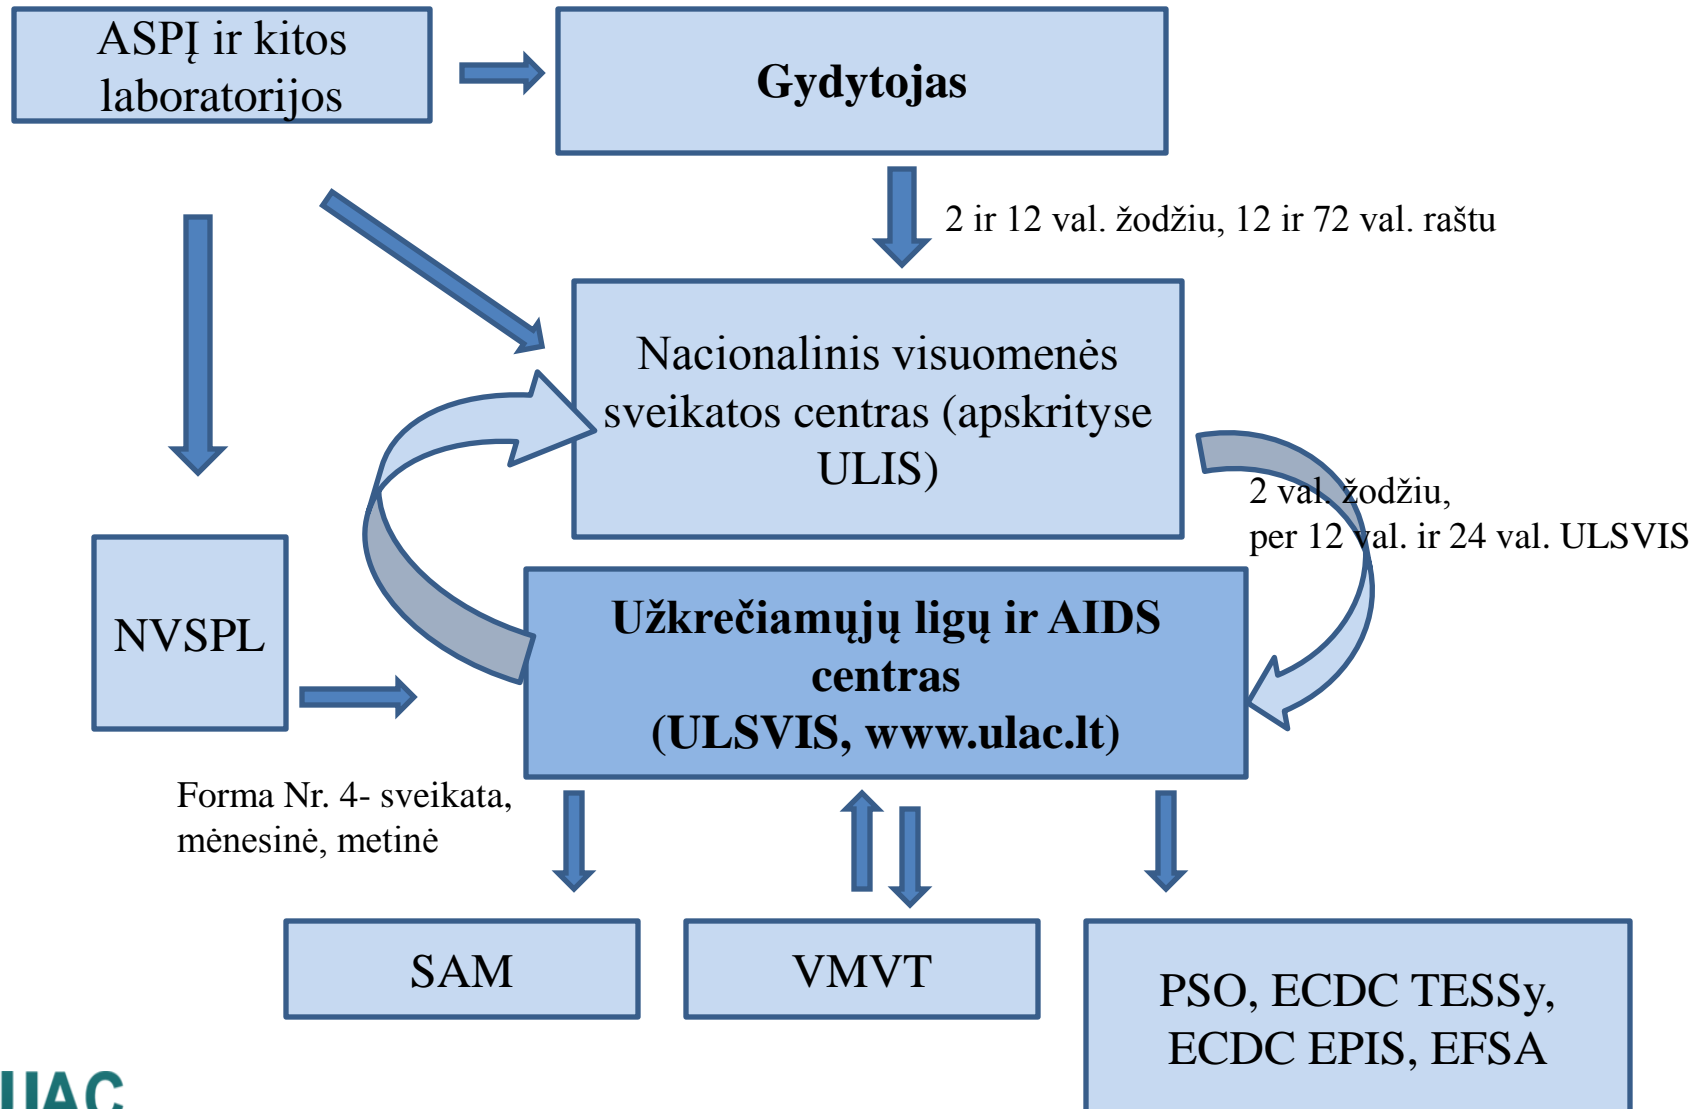 ASPĮ ir kitos
laboratorijos
Gydytojas
2 ir 12 val. žodžiu, 12 ir 72 val. raštu
Nacionalinis visuomenės
sveikatos centras (apskrityse
ULIS)
2 val. žodžiu,
per 12 val. ir 24 val. ULSVIS
NVSPL
Užkrečiamųjų ligų ir AIDS
centras
(ULSVIS, www.ulac.lt)
Forma Nr. 4- sveikata,
mėnesinė, metinė
SAM
VMVT
PSO, ECDC TESSy,
ECDC EPIS, EFSA